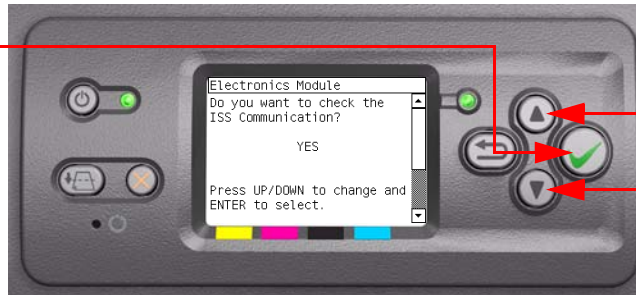 Electronics Module
Do you want to check the
ISS Communication?
YES
Press UP/DOWN to change and
ENTER to select.